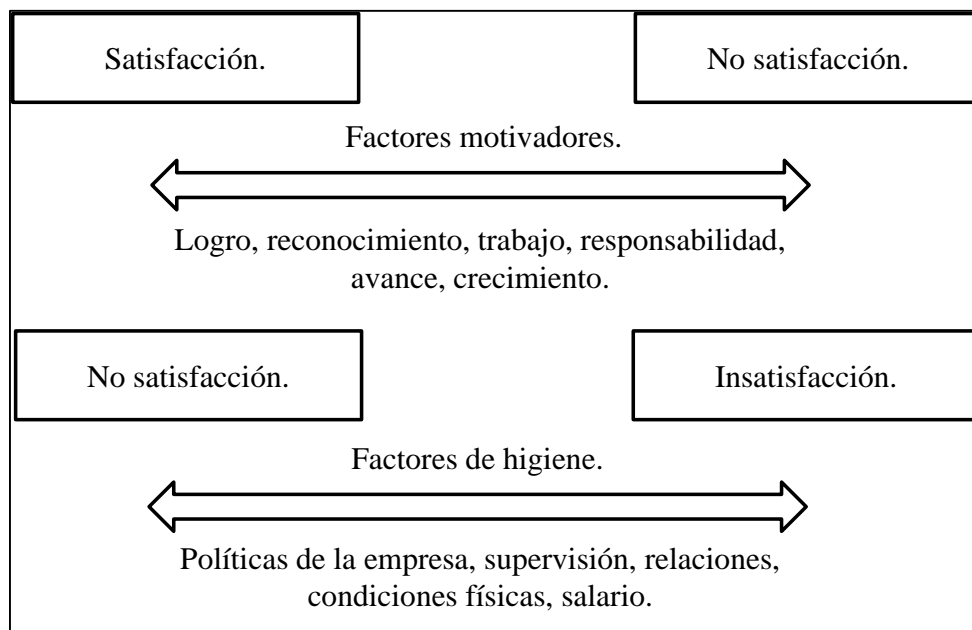 Satisfacción.
No satisfacción.
Factores motivadores.
Logro, reconocimiento, trabajo, responsabilidad,
avance, crecimiento.
No satisfacción.
Insatisfacción.
Factores de higiene.
Políticas de la empresa, supervisión, relaciones,
condiciones físicas, salario.